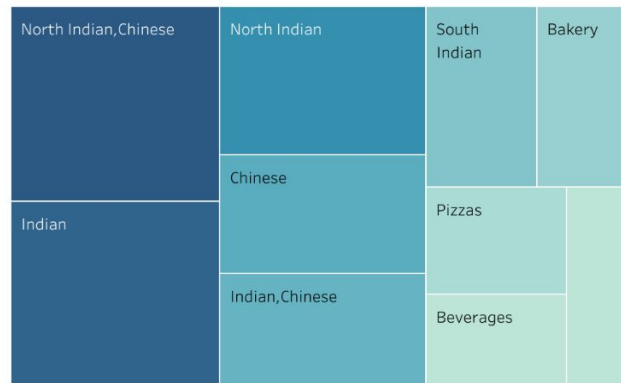 North Indian,Chinese
Indian
North Indian
Chinese
Indian,Chinese
South
Indian
Bakery
Pizzas
Beverages